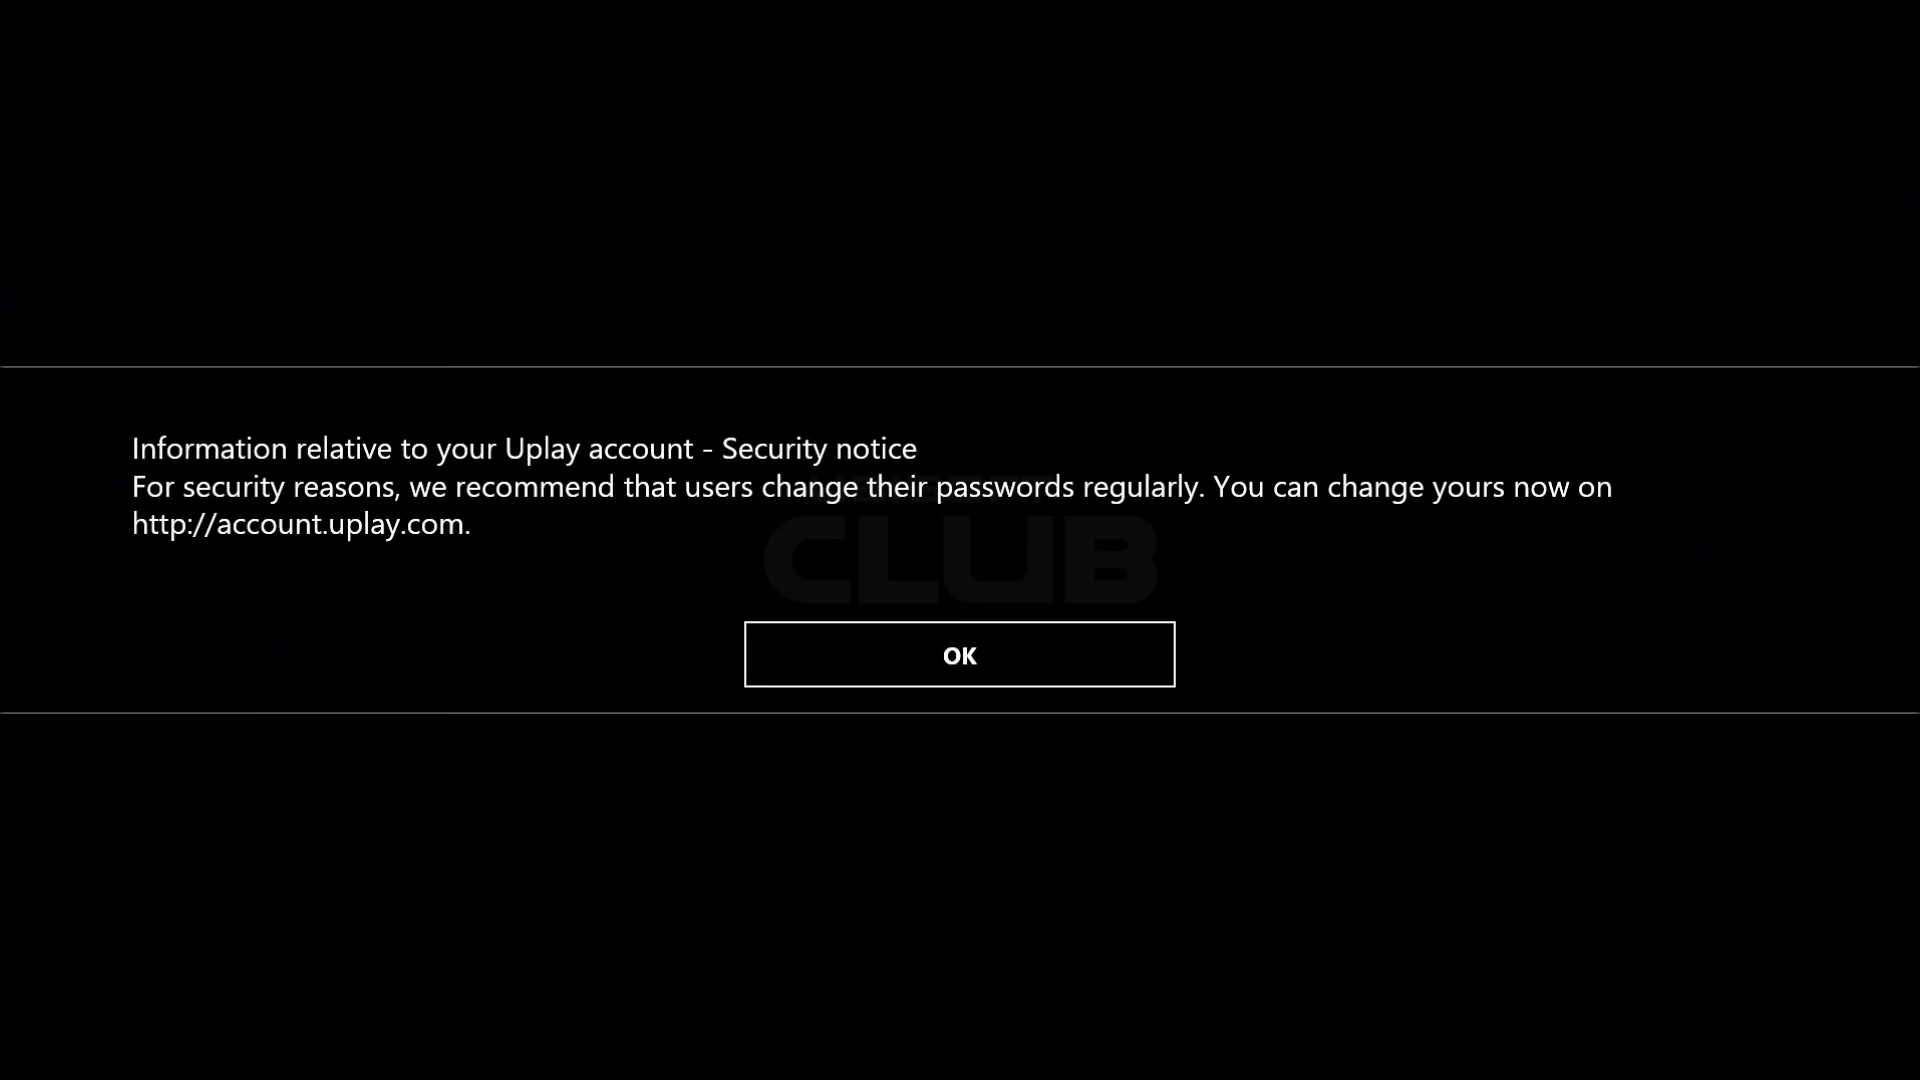 Information relative to your Uplay account - Security notice
For security reasons, we recommend that users change their passwords regularly. You can change yours now on
http://account.uplay.com.
CLUB
OK